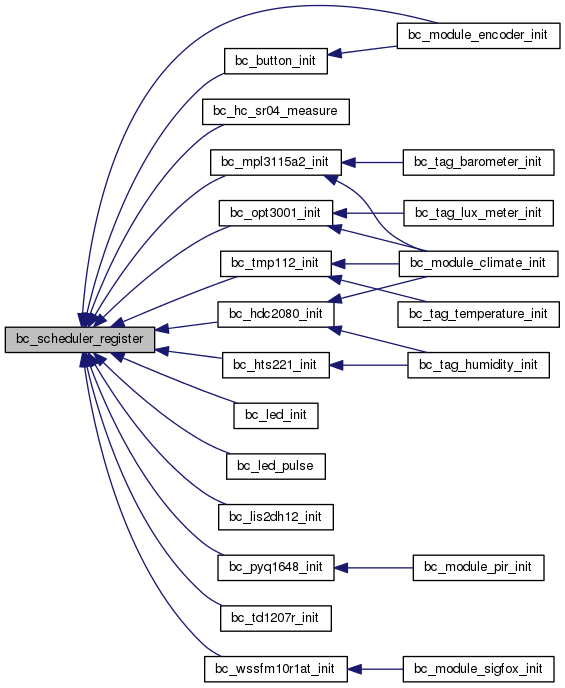 bc_module_encoder_init
bc_button_init
bc_hc_sr04_measure
bc_mpl3115a2_init
bc_tag_barometer_init
bc_opt3001_init
bc_tag_lux_meter_init
bc_tmp112_init
bc_module_climate_init
bc_hdc2080_init
bc_tag_temperature_init
bc_scheduler_register
bc_hts221_init
bc_tag_humidity_init
bc_led_init
bc_led_pulse
bc_lis2dh12_init
bc_pyq1648_init
bc_module_pir_init
bc_td1207r_init
bc_wssfm10r1at_init
bc_module_sigfox_init